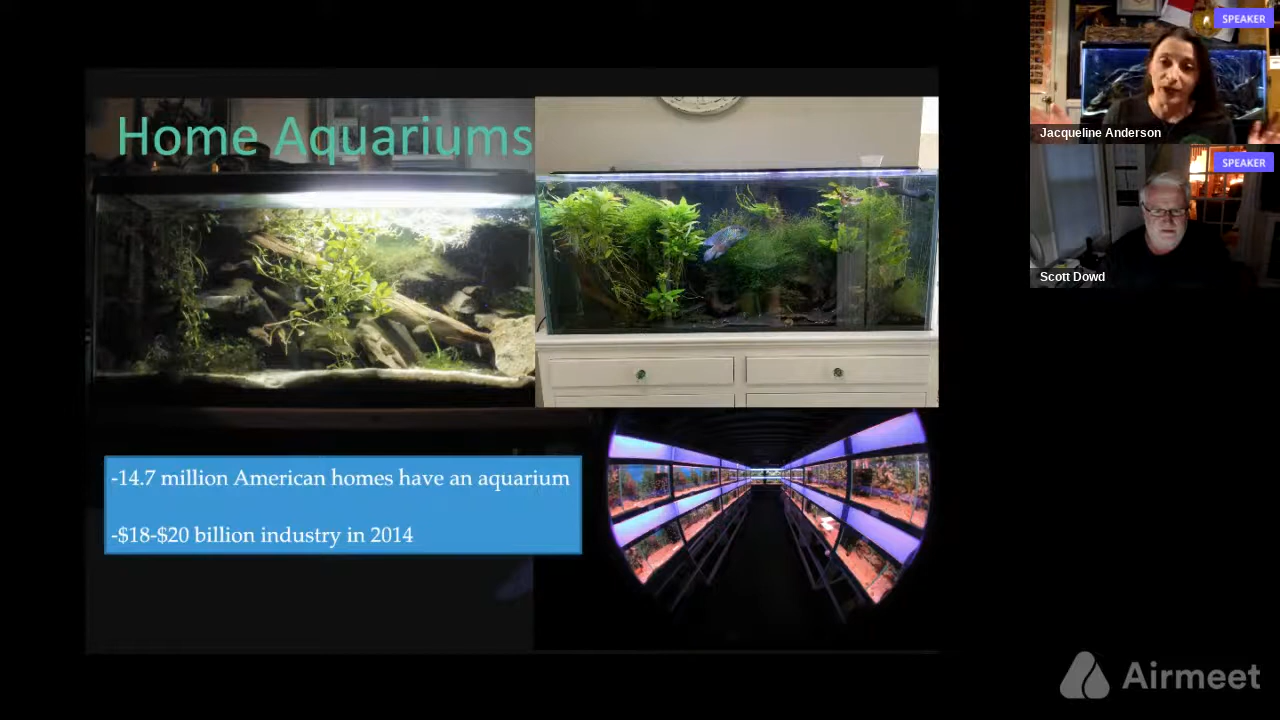 Home Aquariums
-14.7 million American homes have an aquarium
-$18-$20 billion industry in 2014
SPEAKER
Jacqueline Anderson
SPEAKER
Scott Dowd
Airmeet